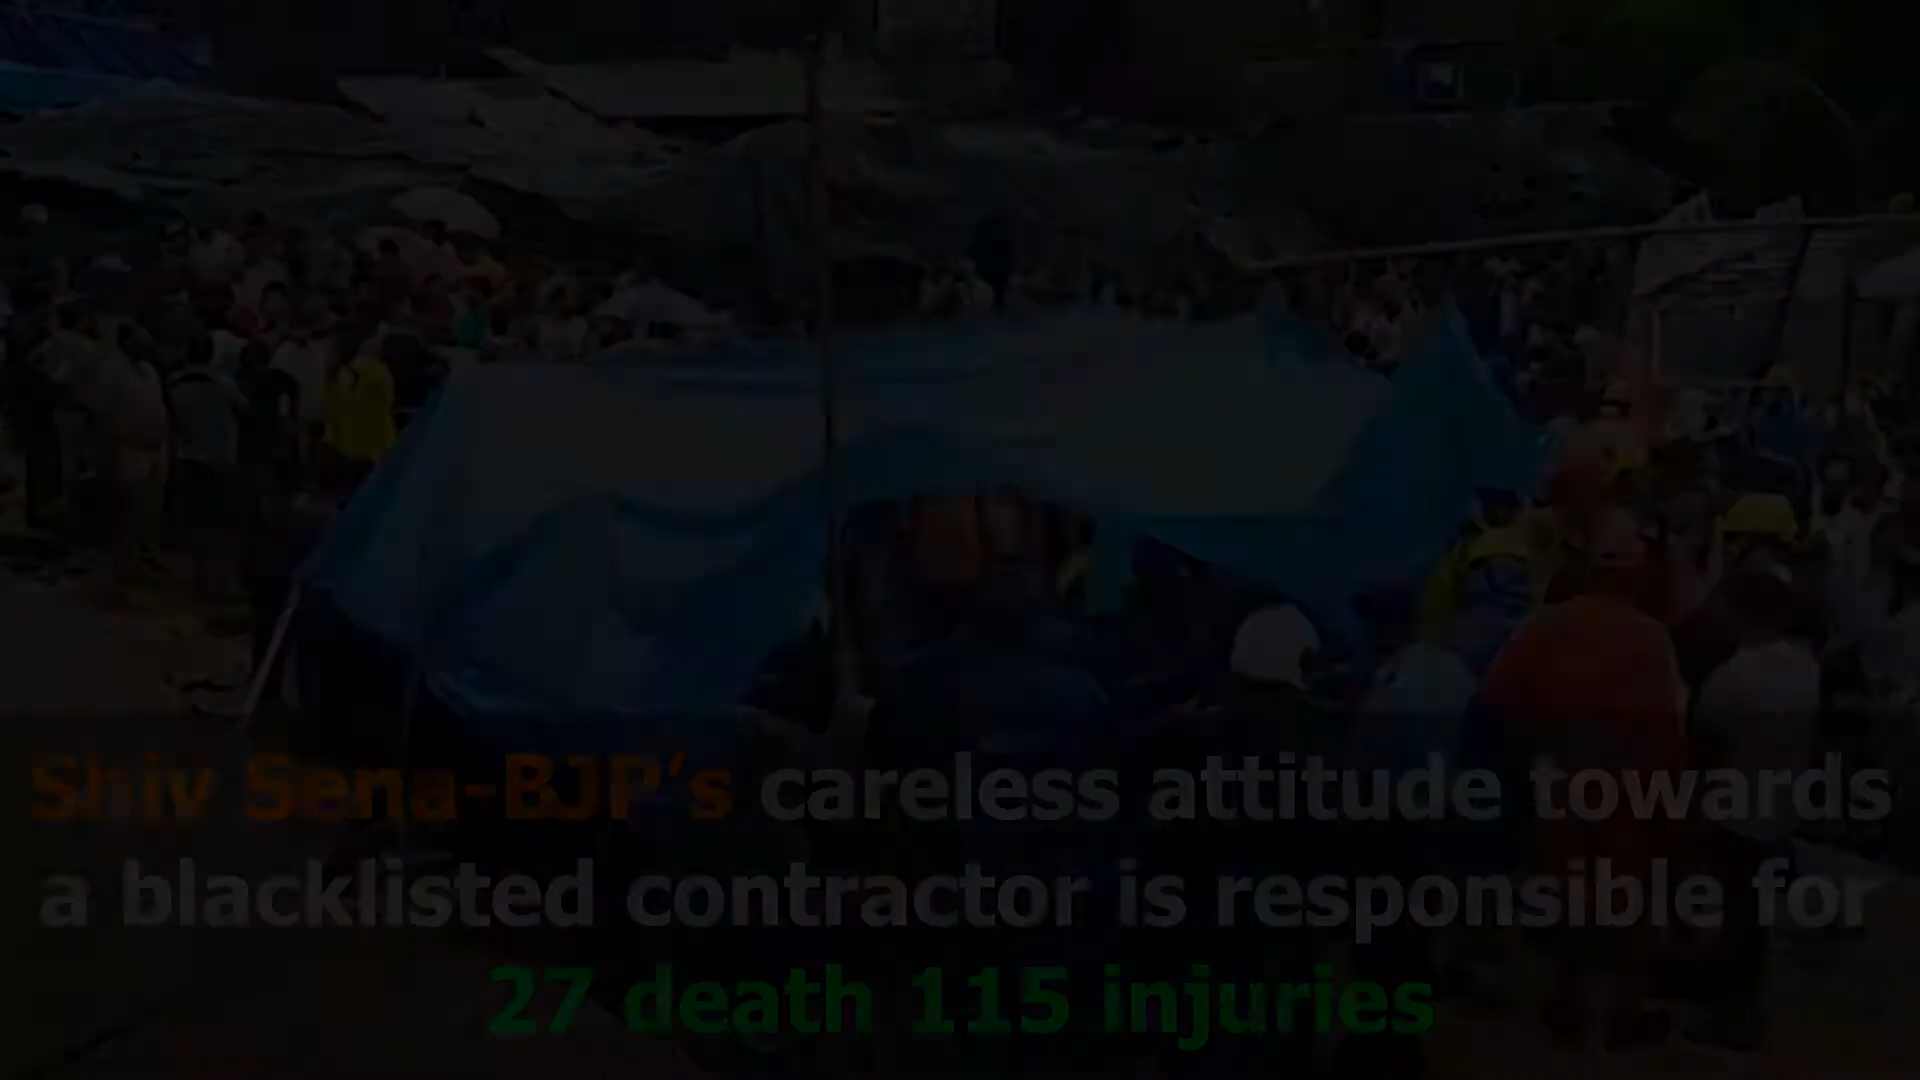 Shiv Sena-BJP’s careless attitude towards
a blacklisted contractor is responsible for
27 death 115 injuries